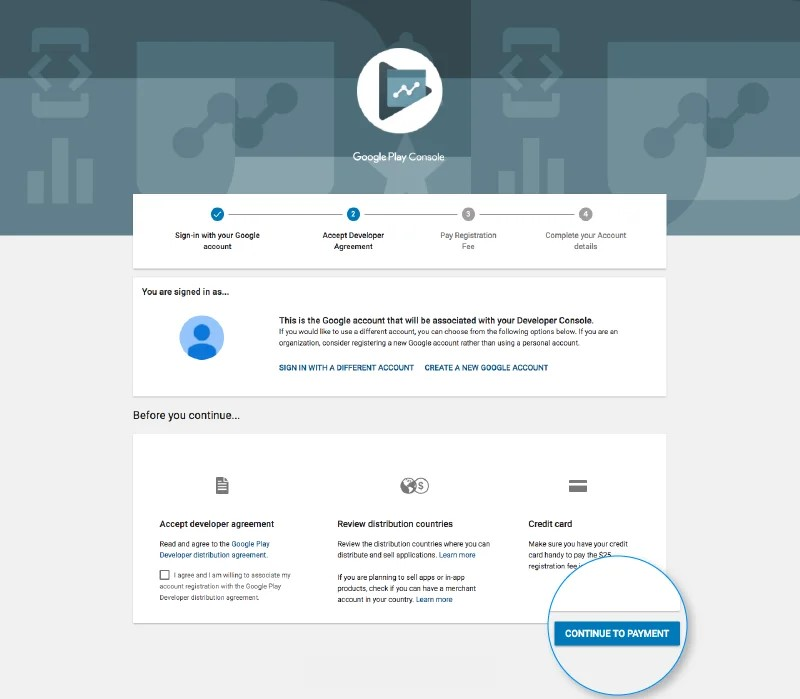 Google Play Console
2
3
4
Sign-in with your Google
account
Accept Developer
Agreement
Pay Registration
Fee
Complete your Account
details
You are signed in as...
This is the Google account that will be associated with your Developer Console.
If you would like to use a different account, you can choose from the following options below. If you are an
organization, consider registering a new Google account rather than using a personal account.
SIGN IN WITH A DIFFERENT ACCOUNT
CREATE A NEW GOOGLE ACCOUNT
Before you continue...
$
Accept developer agreement
Read and agree to the Google Play
Developer distribution agreement.
I agree and I am willing to associate my
account registration with the Google Play
Developer distribution agreement.
Review distribution countries
Review the distribution countries where you can
distribute and sell applications. Learn more
If you are planning to sell apps or in-app
products, check if you can have a merchant
account in your country. Learn more
Credit card
Make sure you have your credit
card handy to pay the $25
registration fee
CONTINUE TO PAYMENT